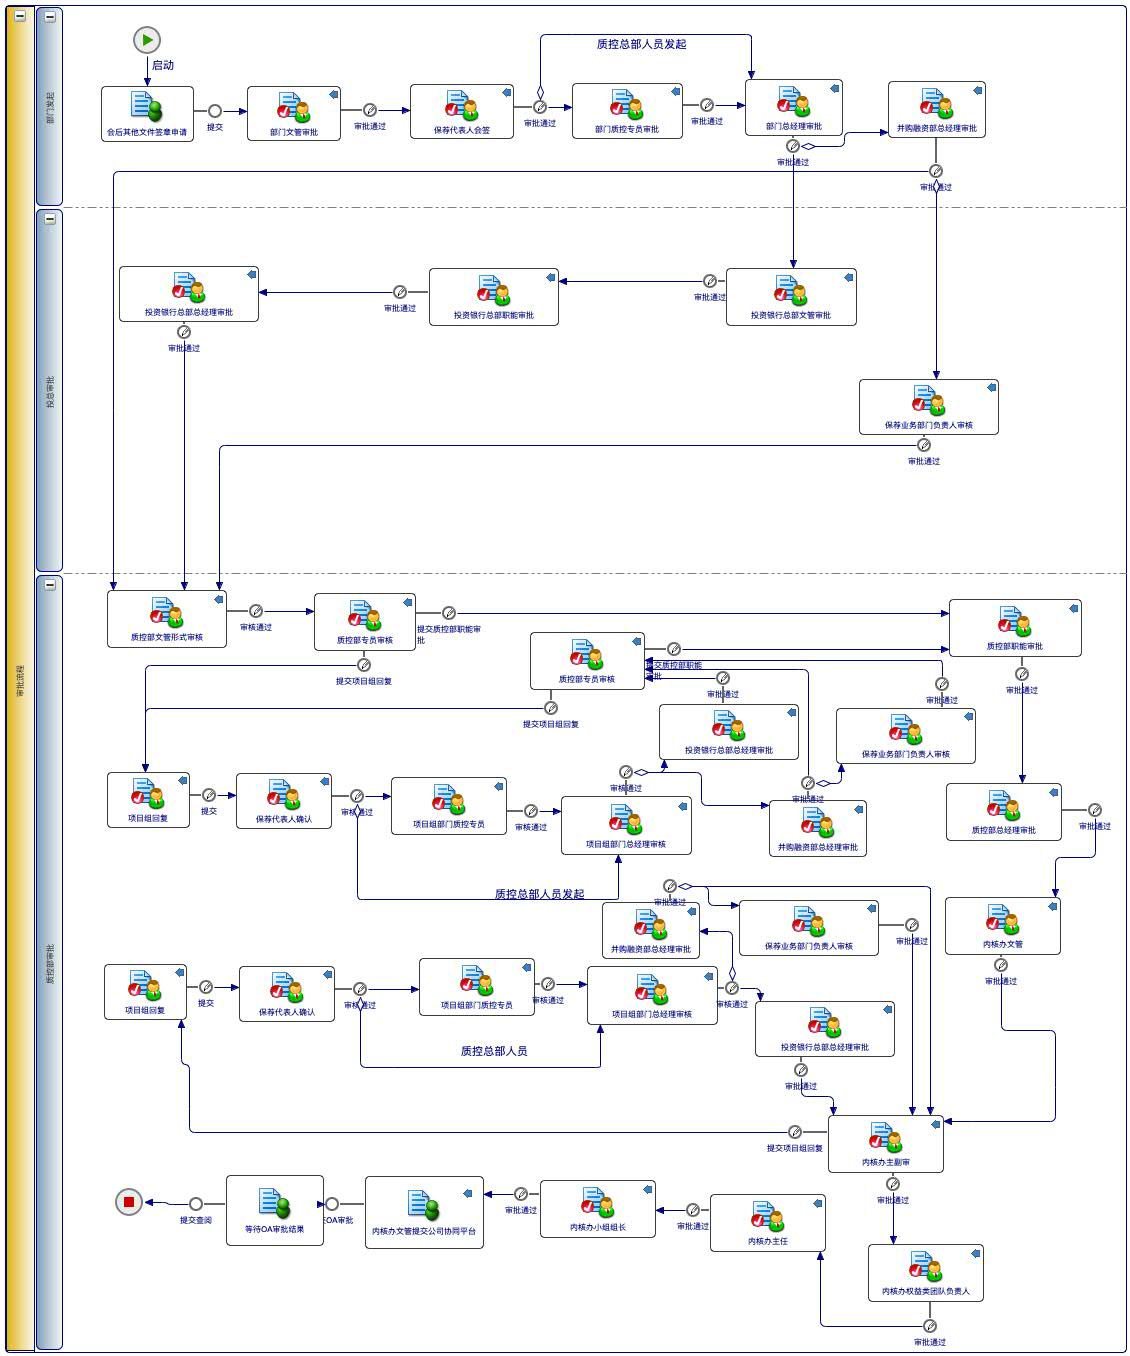 审批流程
部门发起
质控总部人员发起
启动
会后其他文件签章申请
提交
部门文管审批
审批通过
保荐代表人会签
审批通过
部门质控专员审批
审批通过
部门总经理审批
审批通过
并购融资部总经理审批
审批通过
投总审批
投资银行总部总经理审批
审批通过
审批通过
投资银行总部职能审批
审批通过
投资银行总部文管审批
保荐业务部门负责人审核
审批通过
质控部审批
质控部文管形式审核
审核通过
质控部专员审核
提交质控部职能审
批
提交项目组回复
质控部专员审核
提交质控部职能
审批
提交项目组回复
质控部职能审批
审批通过
审批通过
投资银行总部总经理审批
审批通过
保荐业务部门负责人审核
项目组回复
提交
保荐代表人确认
审核通过
项目组部门质控专员
审核通过
项目组部门总经理审核
审核通过
审批通过
并购融资部总经理审批
质控部总经理审批
审批通过
质控总部人员发起
审批通过
并购融资部总经理审批
保荐业务部门负责人审核
审批通过
内核办文管
审批通过
项目组回复
提交
保荐代表人确认
审核通过
项目组部门质控专员
审核通过
项目组部门总经理审核
审核通过
质控总部人员
投资银行总部总经理审批
审批通过
提交项目组回复
内核办主副审
审批通过
提交查阅
等待OA审批结果
OA审批
内核办文管提交公司协同平台
审批通过
内核办小组组长
审批通过
内核办主任
内核办权益类团队负责人
审批通过